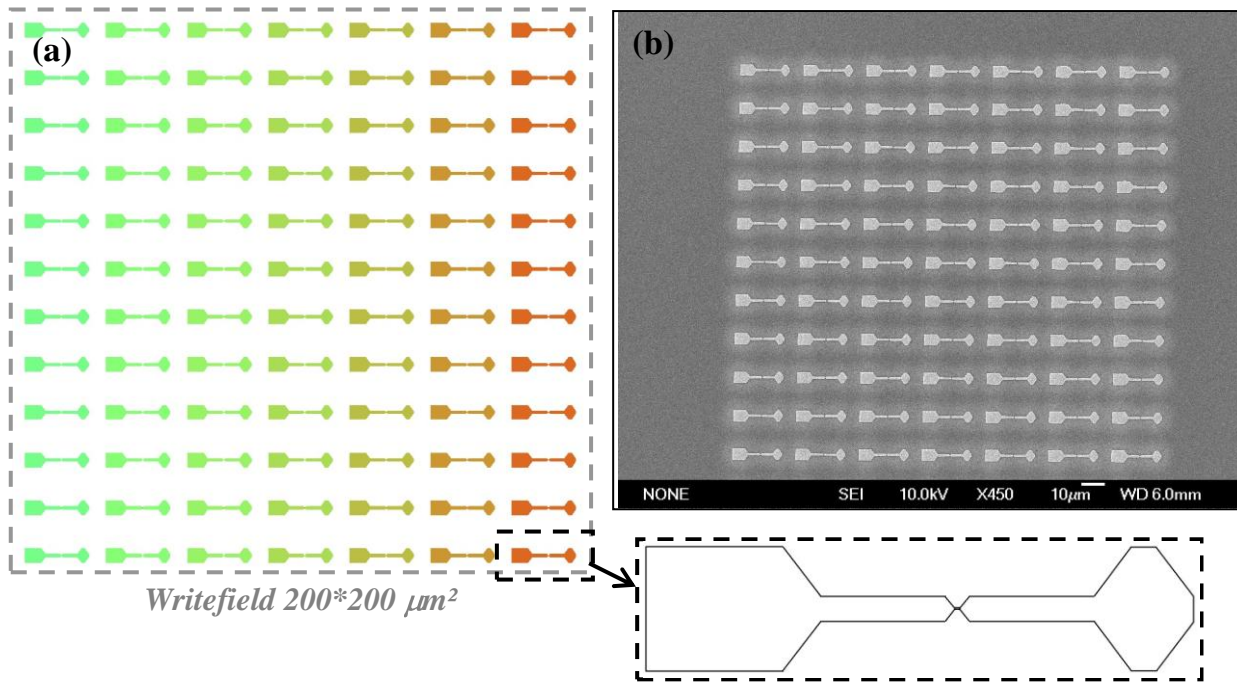 (a)
(b)
NONE SEI 10.0kV X450 10μm WD 6.0mm
Writefield 200*200 μm²